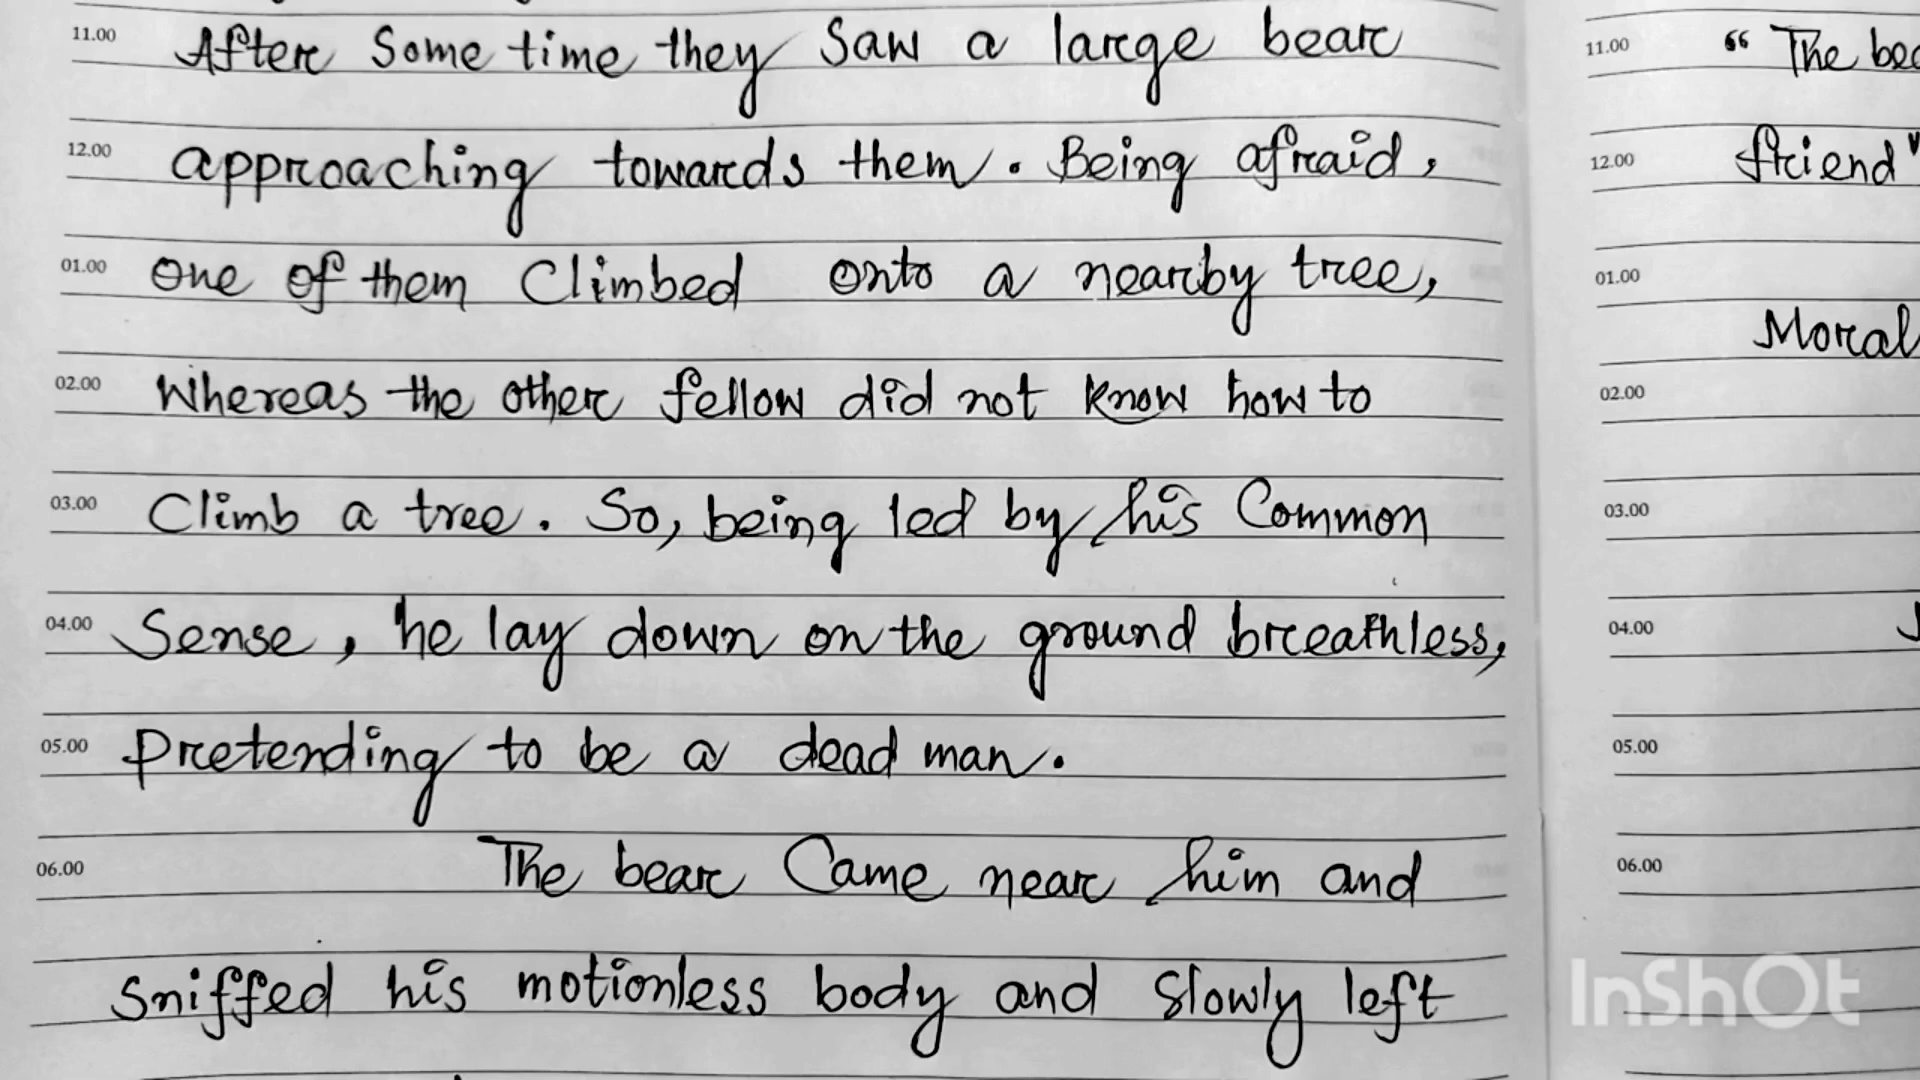 11.00 After Some time they Saw a large bear
12.00 approaching towards them. Being afraid,
01.00 one of them Climbed onto a nearby tree,
02.00 Whereas the other fellow did not know how to
03.00 Climb a tree. So, being led by his Common
04.00 Sense, he lay down on the ground breathless,
05.00 Pretending to be a dead man.
06.00 The bear Came near him and
Sniffed his motionless body and Slowly left
11.00 "The
12.00 friend"
01.00
Moral
02.00
03.00
04.00
05.00
06.00
InShOt